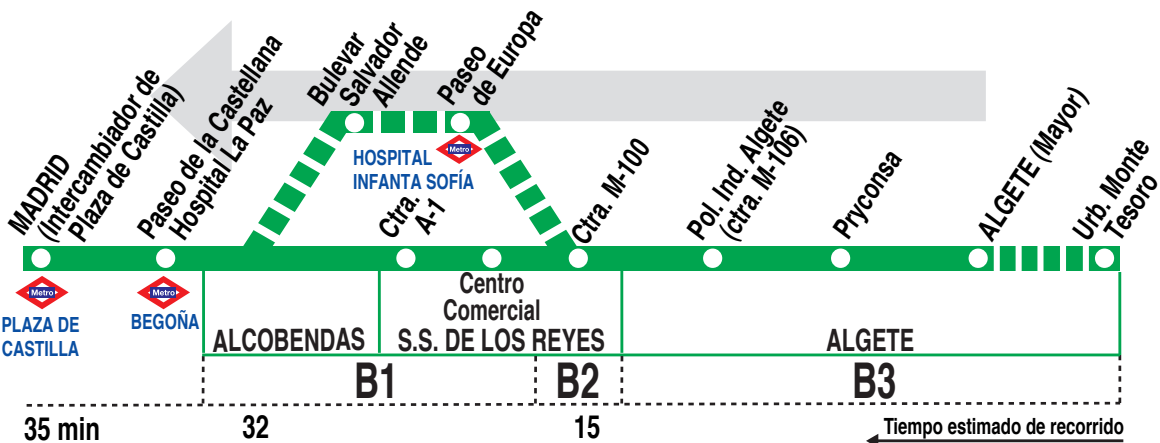 MADRID
(Intercambiador de
Plaza de Castilla)
Paseo de la Castellana
Hospital La Paz
Bulevar
Salvador
Allende
Paseo
de Europa
Metro
HOSPITAL
INFANTA SOFÍA
Ctra.
A-1
Ctra. M-100
Pol. Ind. Algete
(ctra. M-106)
Pryconsa
ALGETE (Mayor)
Urb. Monte
Tesoro
Metro
PLAZA DE
CASTILLA
Metro
BEGOÑA
Centro
Comercial
ALCOBENDAS
S.S. DE LOS REYES
ALGETE
B1
B2
B3
35 min
32
15
Tiempo estimado de recorrido